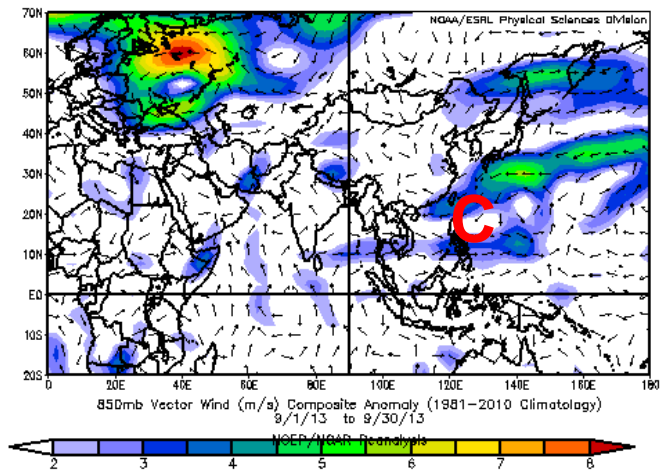 NOAA/ESRL Physical Sciences Division
70N
60N
50N
40N
30N
20N
10N
EQ
10S
20S
C
0 20E 40E 60E 80E 100E 120E 140E 160E 180
850mb Vector Wind (m/s) Composite Anomaly (1981-2010 Climatology)
9/1/13 to 9/30/13
NCEP/NCAR Reanalysis
2 3 4 5 6 7 8